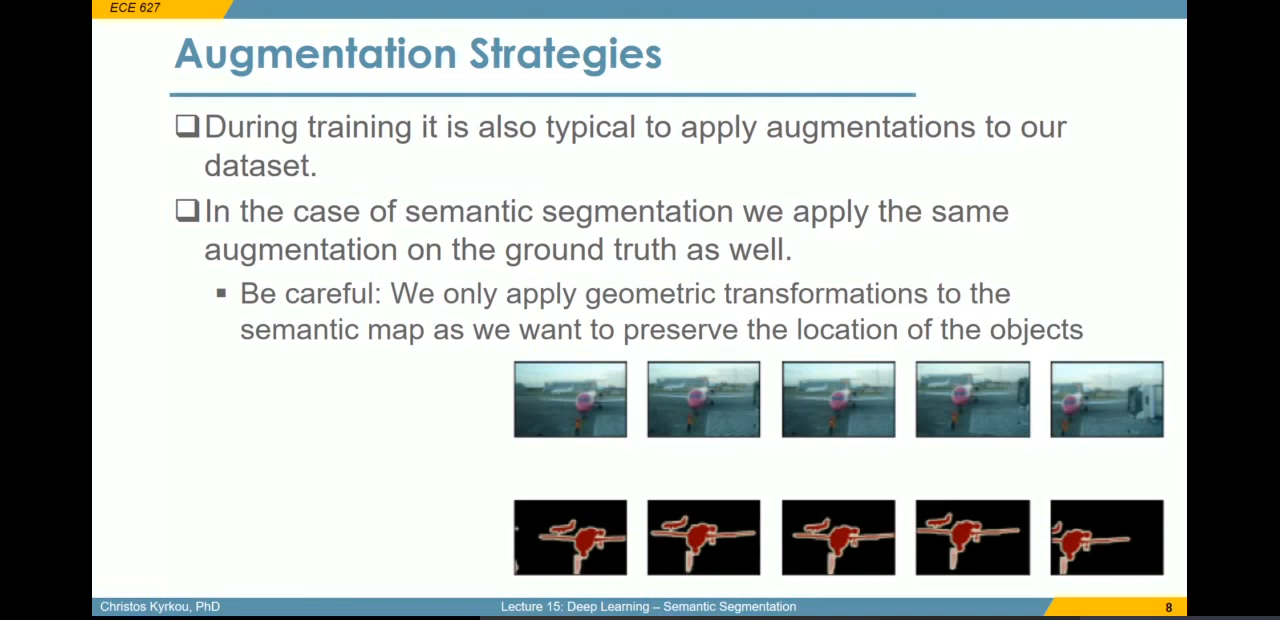 ECE 627
Augmentation Strategies
❑During training it is also typical to apply augmentations to our
dataset.
❑In the case of semantic segmentation we apply the same
augmentation on the ground truth as well.
▪ Be careful: We only apply geometric transformations to the
semantic map as we want to preserve the location of the objects
Christos Kyrkou, PhD
Lecture 15: Deep Learning – Semantic Segmentation
8